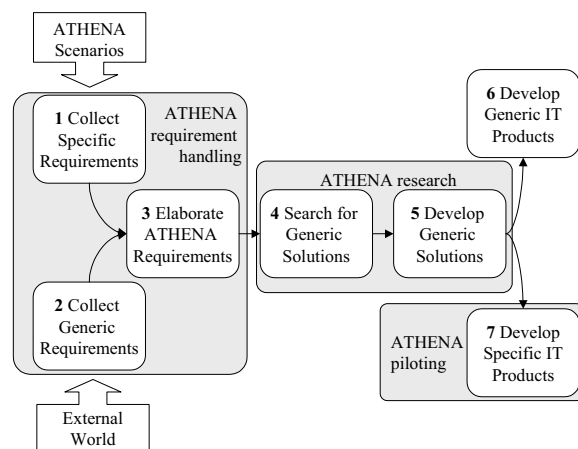 ATHENA
Scenarios
ATHENA
requirement
handling
1 Collect
Specific
Requirements
2 Collect
Generic
Requirements
External
World
3 Elaborate
ATHENA
Requirements
ATHENA research
4 Search for
Generic
Solutions
5 Develop
Generic
Solutions
6 Develop
Generic IT
Products
ATHENA
piloting
7 Develop
Specific IT
Products